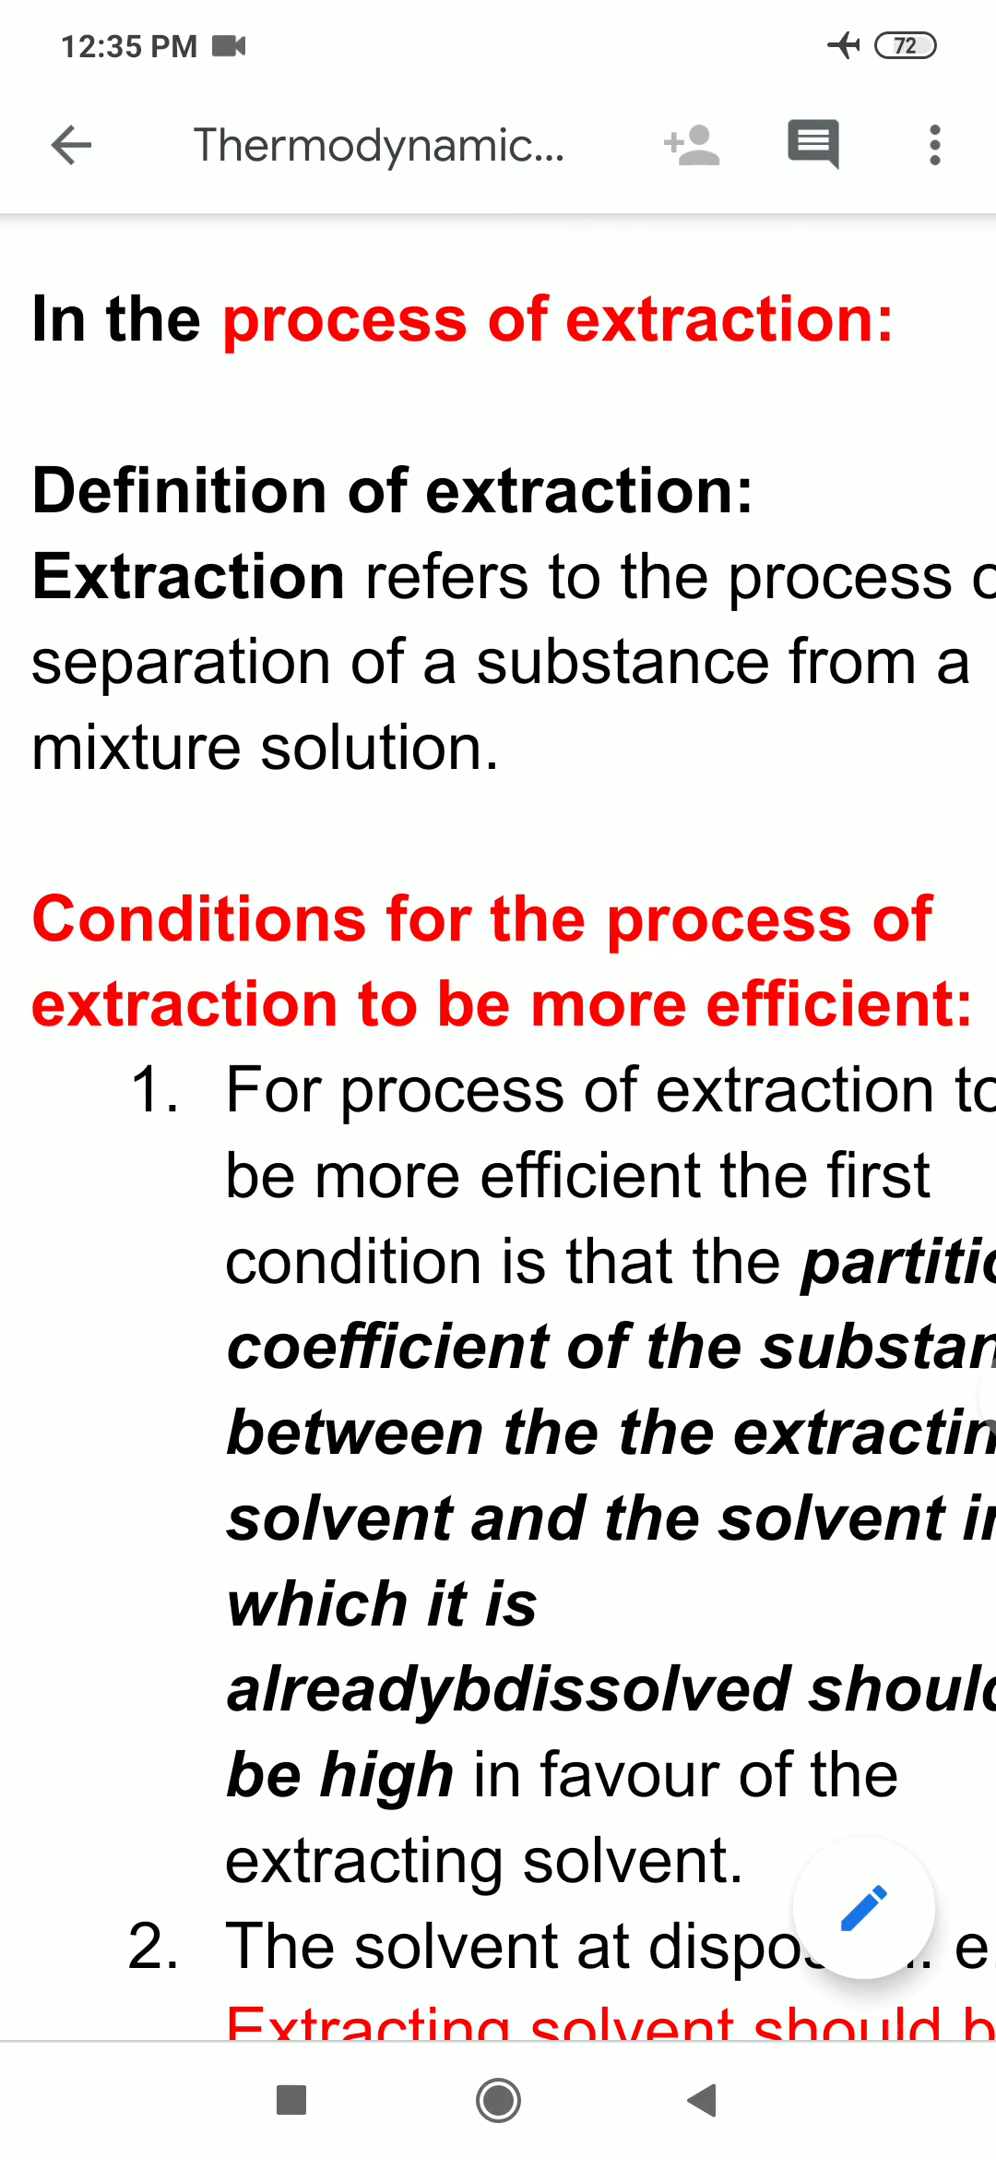 12:35 PM
72
Thermodynamic...
In the process of extraction:
Definition of extraction:
Extraction refers to the process
separation of a substance from a
mixture solution.
Conditions for the process of
extraction to be more efficient:
1. For process of extraction to
be more efficient the first
condition is that the
coefficient of the
between the the
solvent and the solvent
which it is
alreadybdissolved
be high in favour of the
extracting solvent.
2. The solvent at
Extracting solvent should